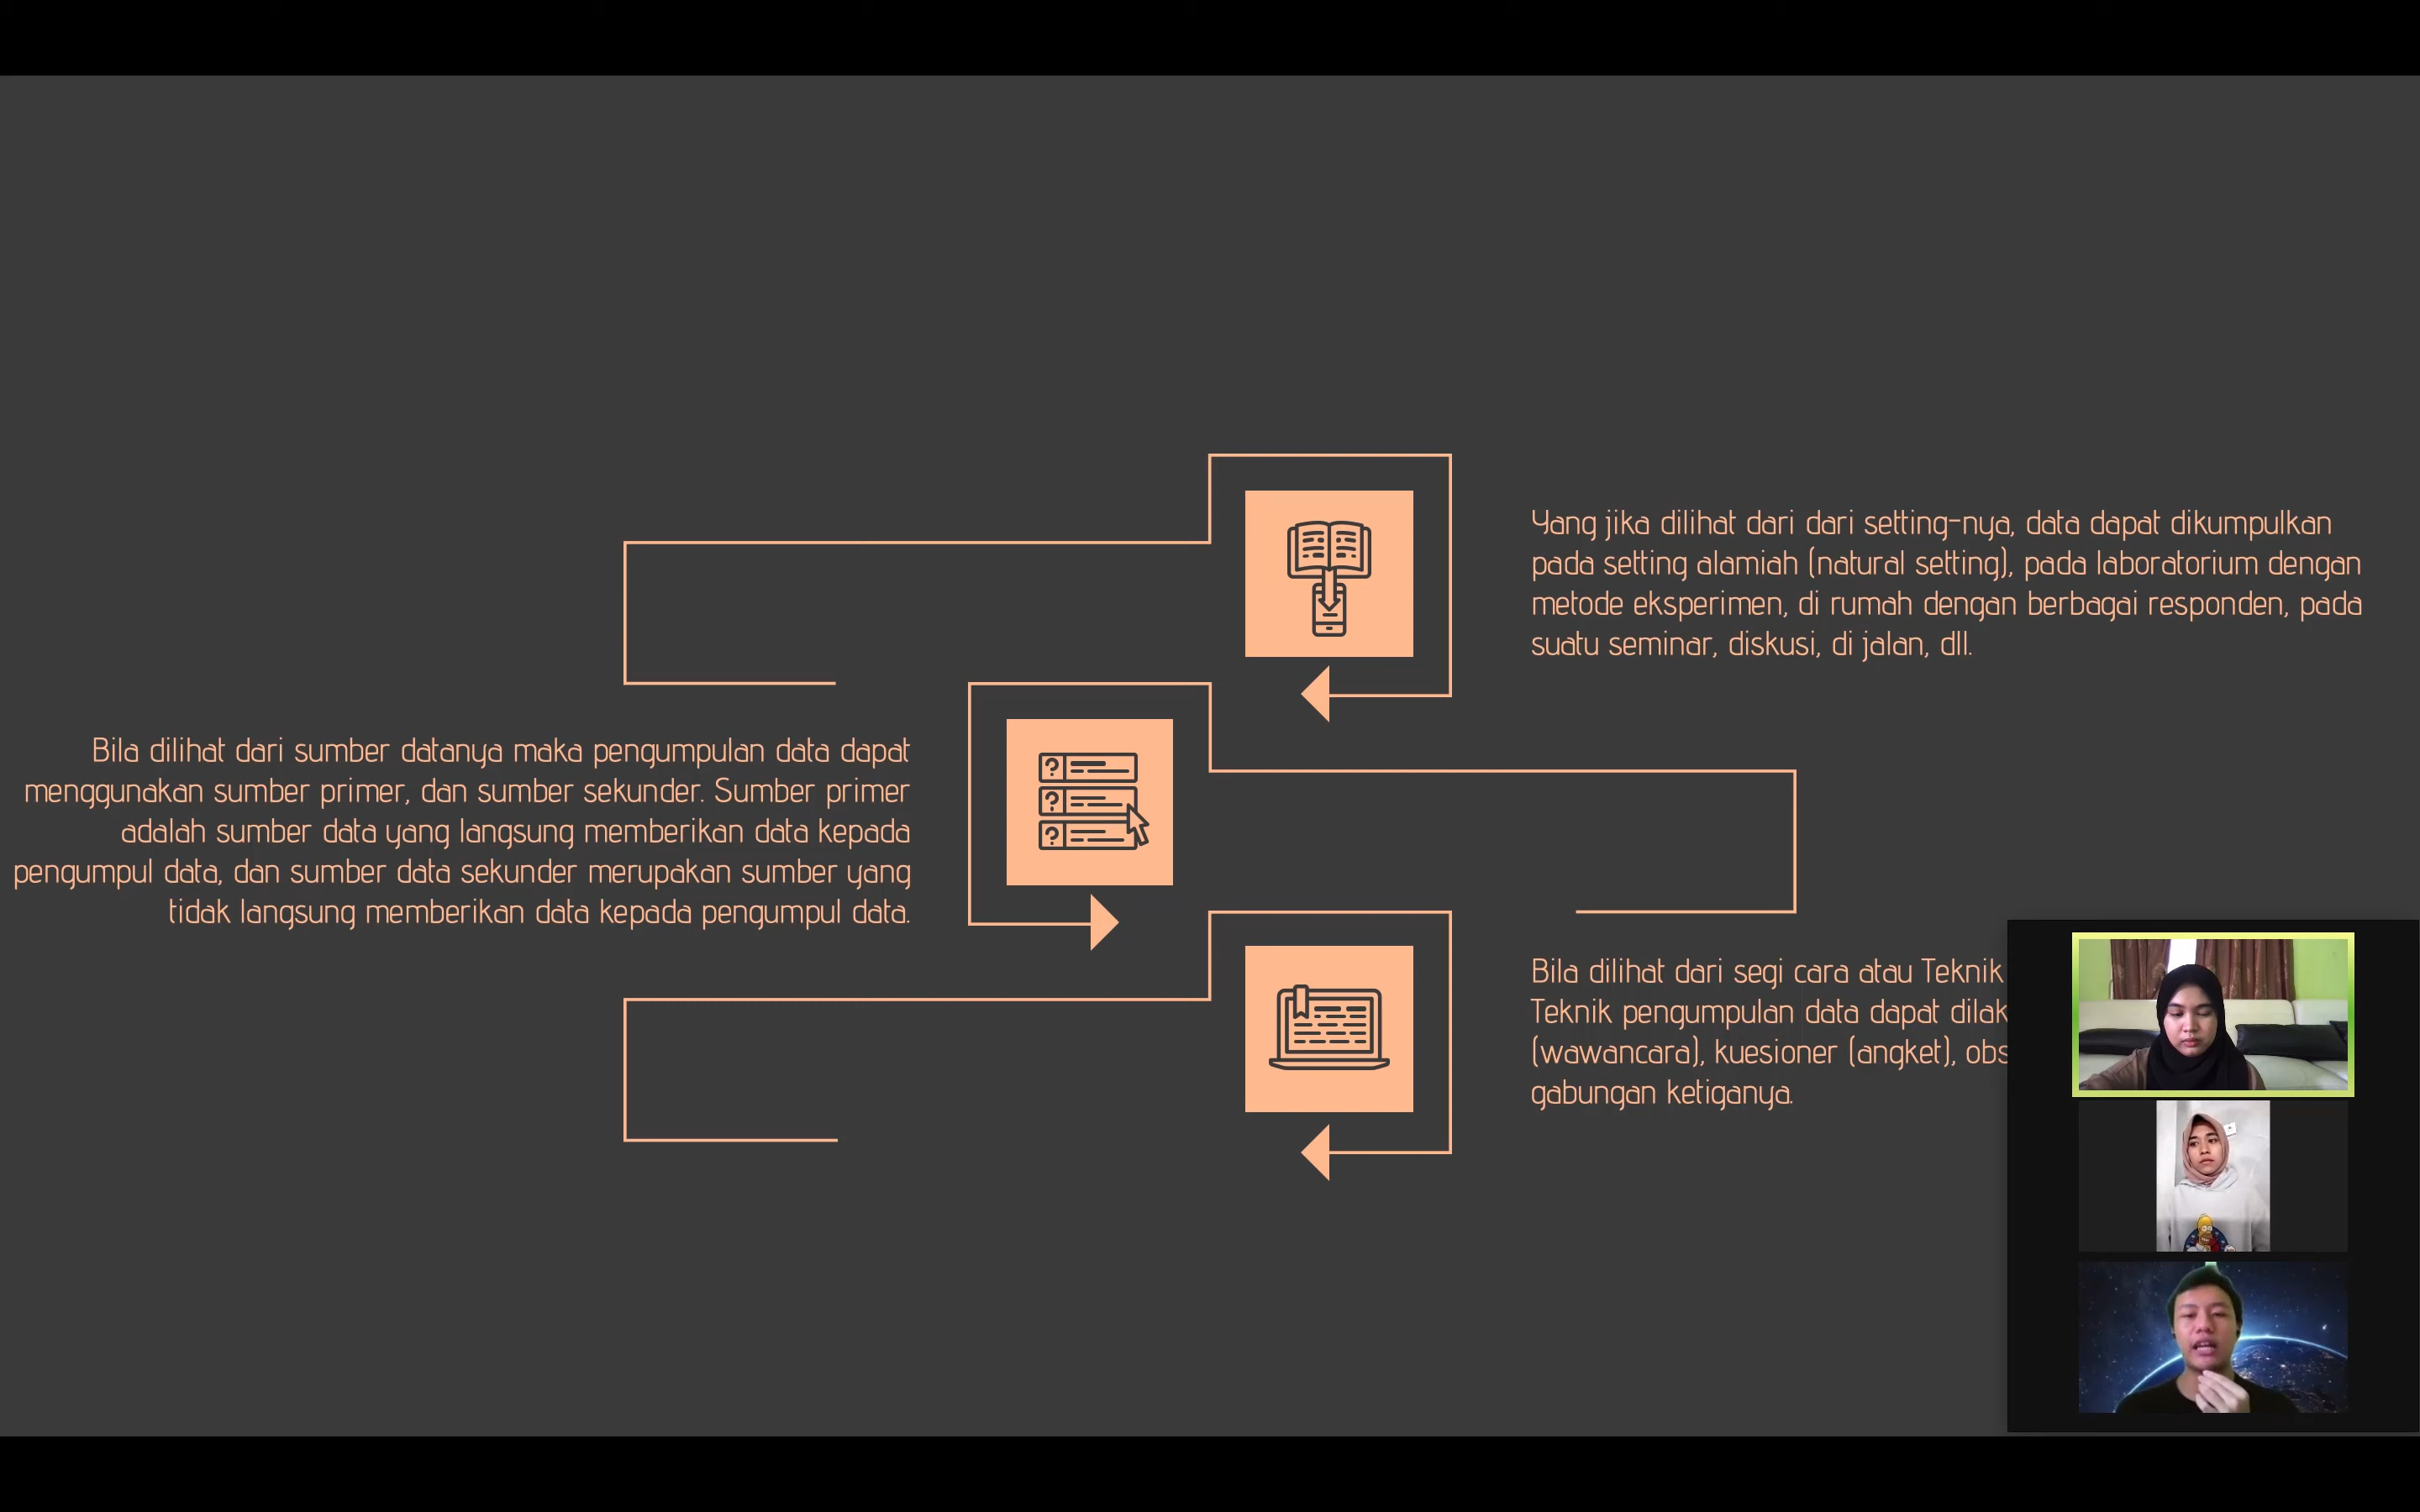 Yang jika dilihat dari dari setting-nya, data dapat dikumpulkan
pada setting alamiah (natural setting), pada laboratorium dengan
metode eksperimen, di rumah dengan berbagai responden, pada
suatu seminar, diskusi, di jalan, dll.
Bila dilihat dari sumber datanya maka pengumpulan data dapat
menggunakan sumber primer, dan sumber sekunder. Sumber primer
adalah sumber data yang langsung memberikan data kepada
pengumpul data, dan sumber data sekunder merupakan sumber yang
tidak langsung memberikan data kepada pengumpul data.
Bila dilihat dari segi cara atau Teknik
Teknik pengumpulan data dapat
(wawancara), kuesioner (angket),
gabungan ketiganya.